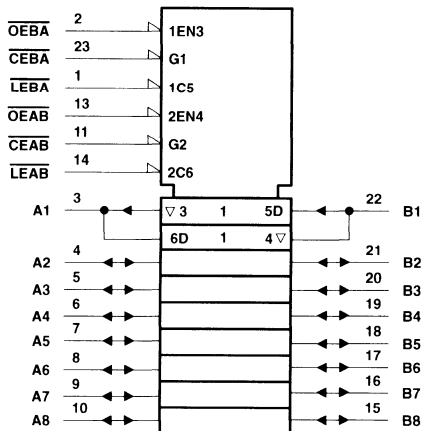 2
OEBA 1EN3
23
CEBA G1
1
LEBA 1C5
13
OEAB 2EN4
11
CEAB G2
14
LEAB 2C6
3 22
A1 ▽ 3 1 5D B1
6D 1 4 ▽
4 21
A2 B2
5 20
A3 B3
6 19
A4 B4
7 18
A5 B5
8 17
A6 B6
9 16
A7 B7
10 15
A8 B8